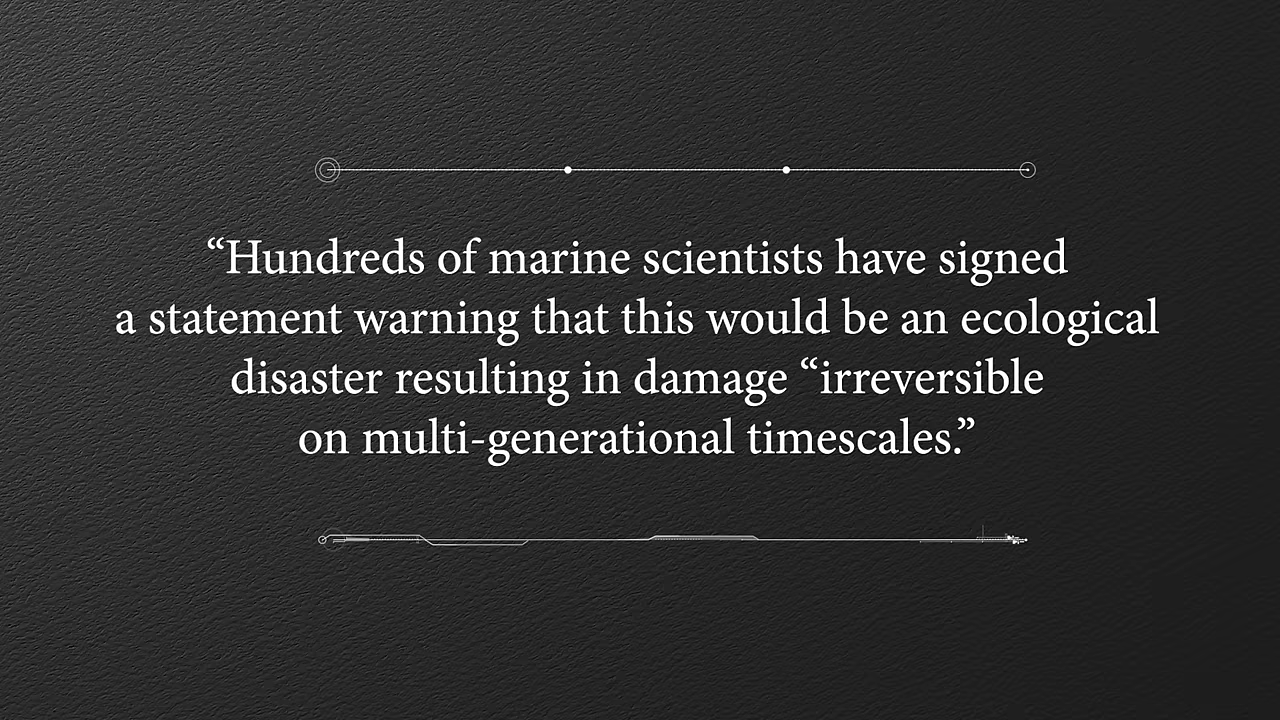 “Hundreds of marine scientists have signed
a statement warning that this would be an ecological
disaster resulting in damage “irreversible
on multi-generational timescales.”